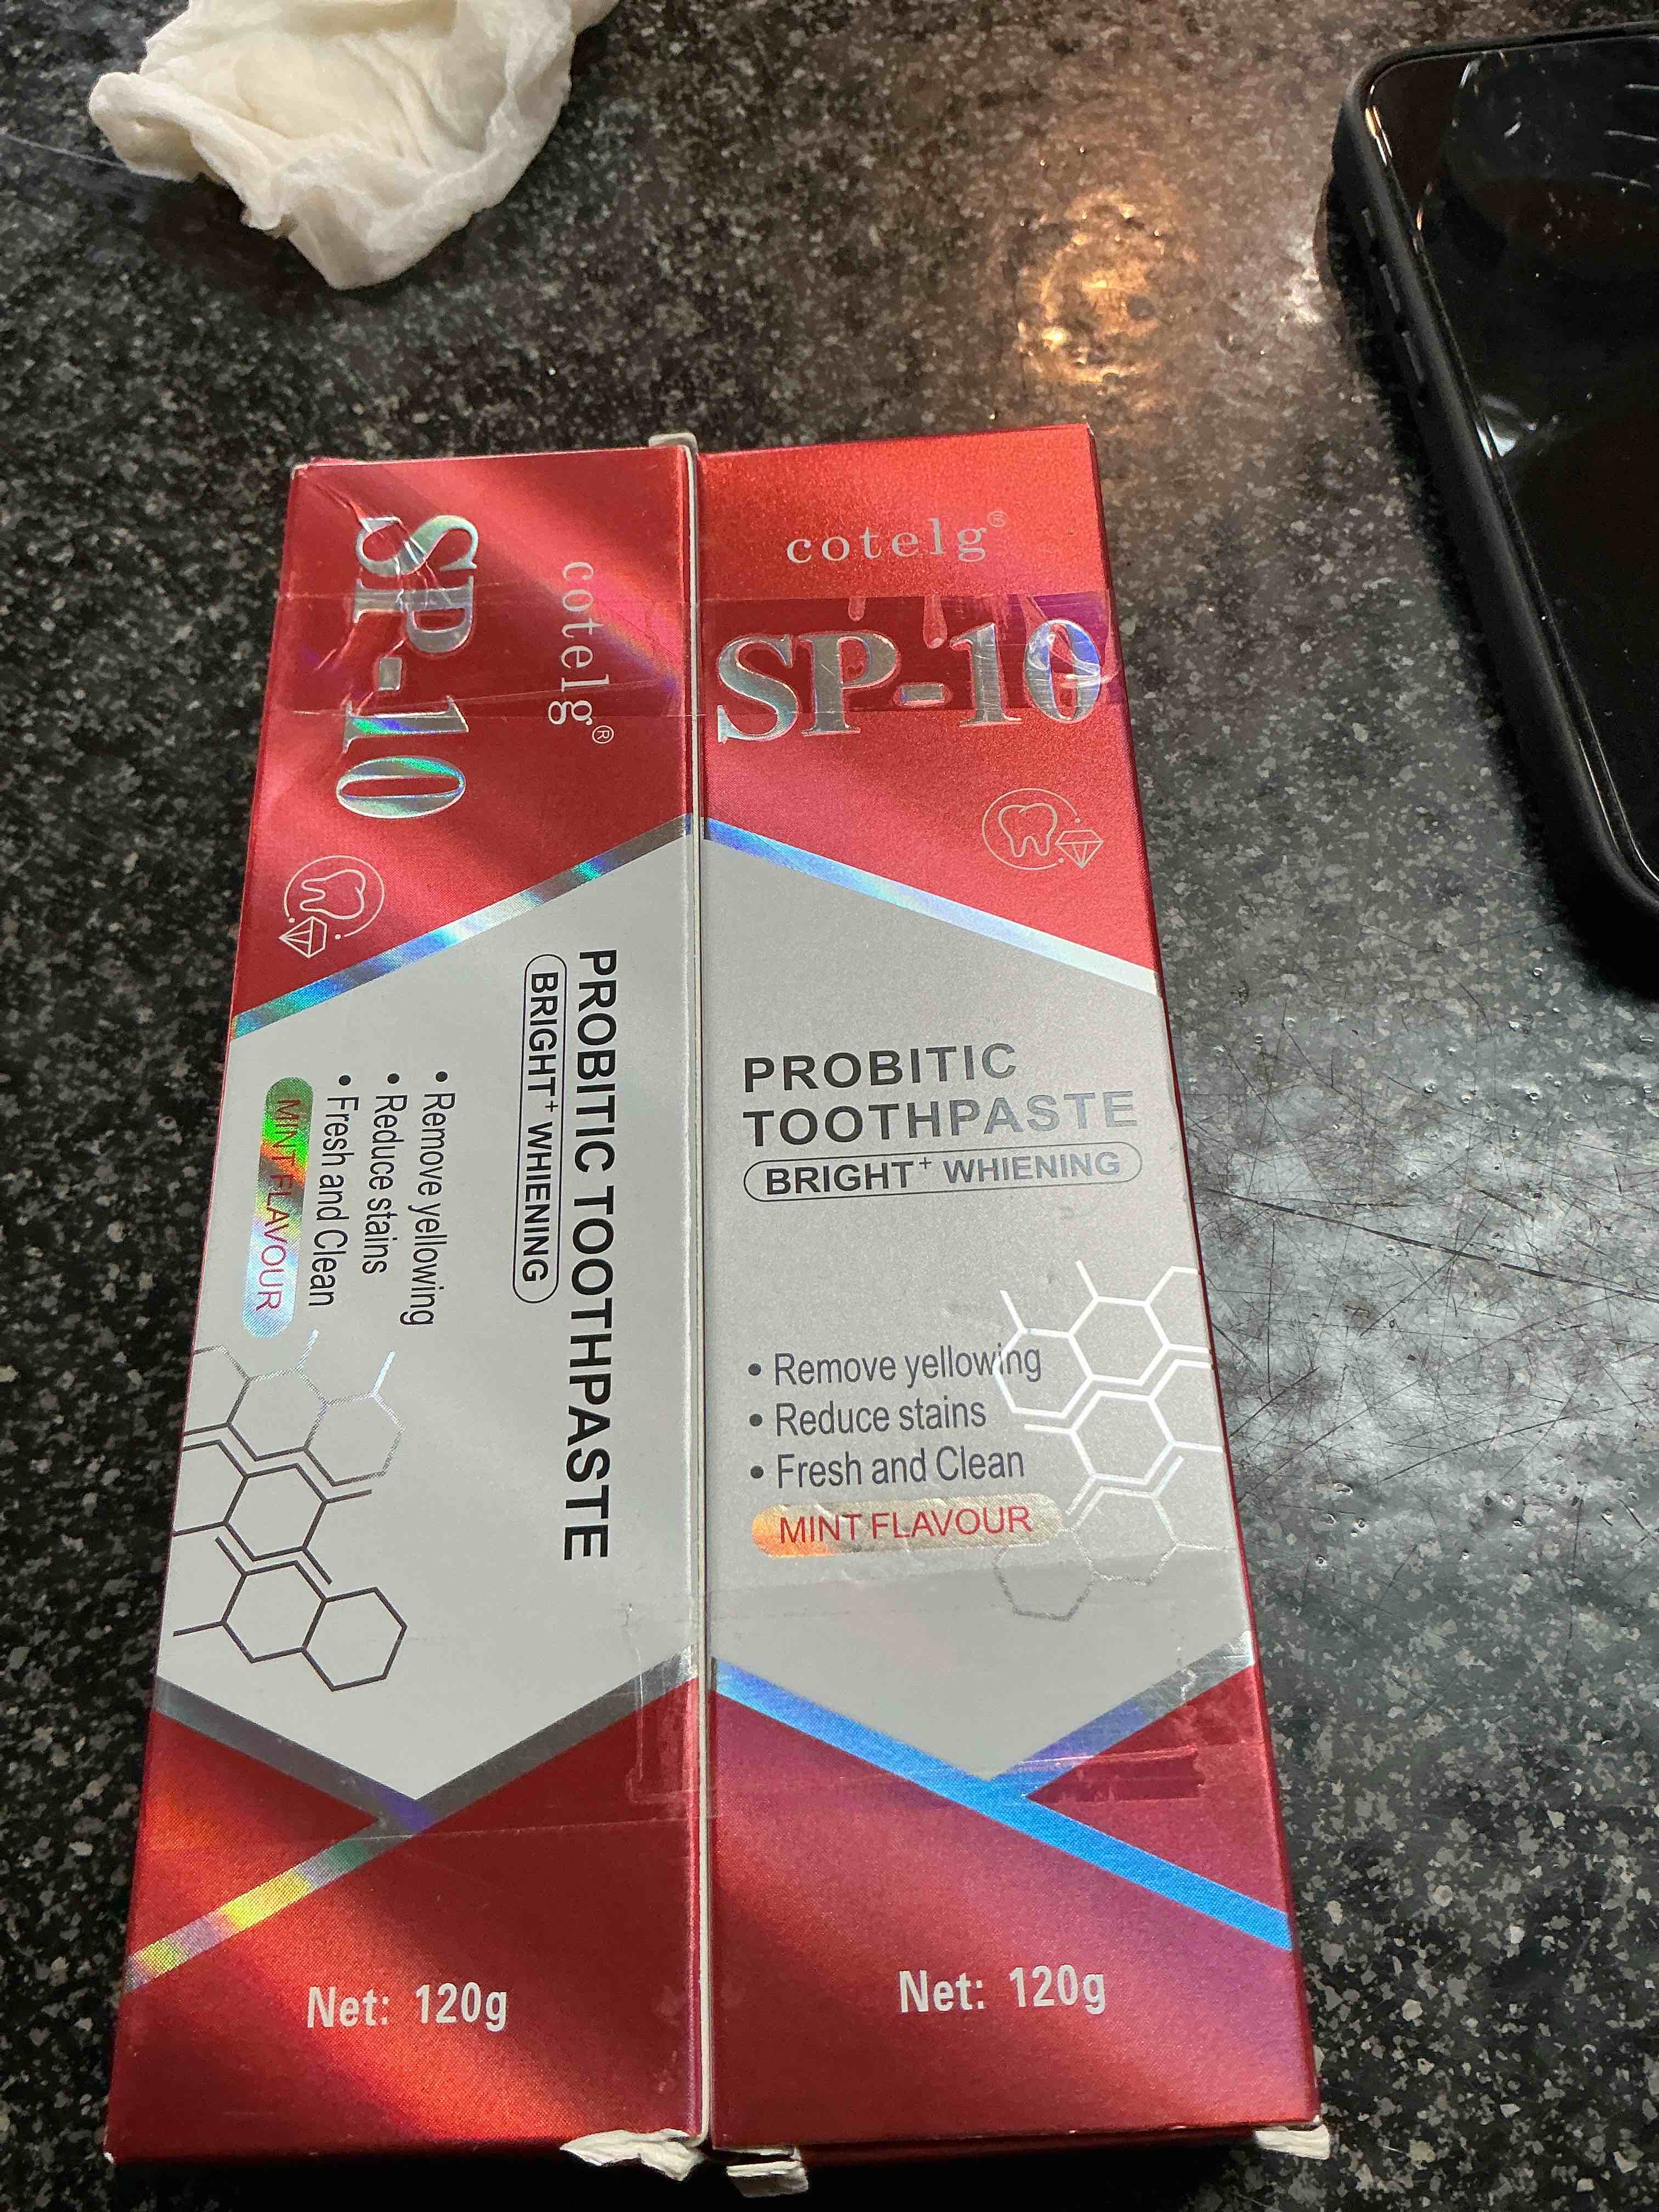 cotelg®
SP-10
PROBITIC TOOTHPASTE
BRIGHT⁺ WHIENING
• Remove yellowing
• Reduce stains
• Fresh and Clean
MINT FLAVOUR
Net: 120g
cotelg®
SP-10
PROBITIC
TOOTHPASTE
BRIGHT⁺ WHIENING
• Remove yellowing
• Reduce stains
• Fresh and Clean
MINT FLAVOUR
Net: 120g